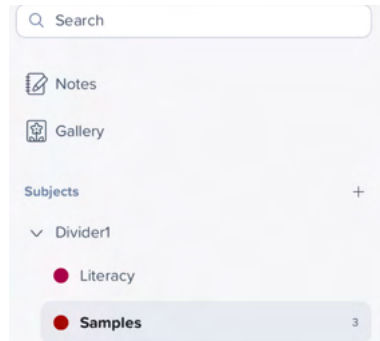 Search
Notes
Gallery
Subjects +
Divider1
Literacy
Samples 3